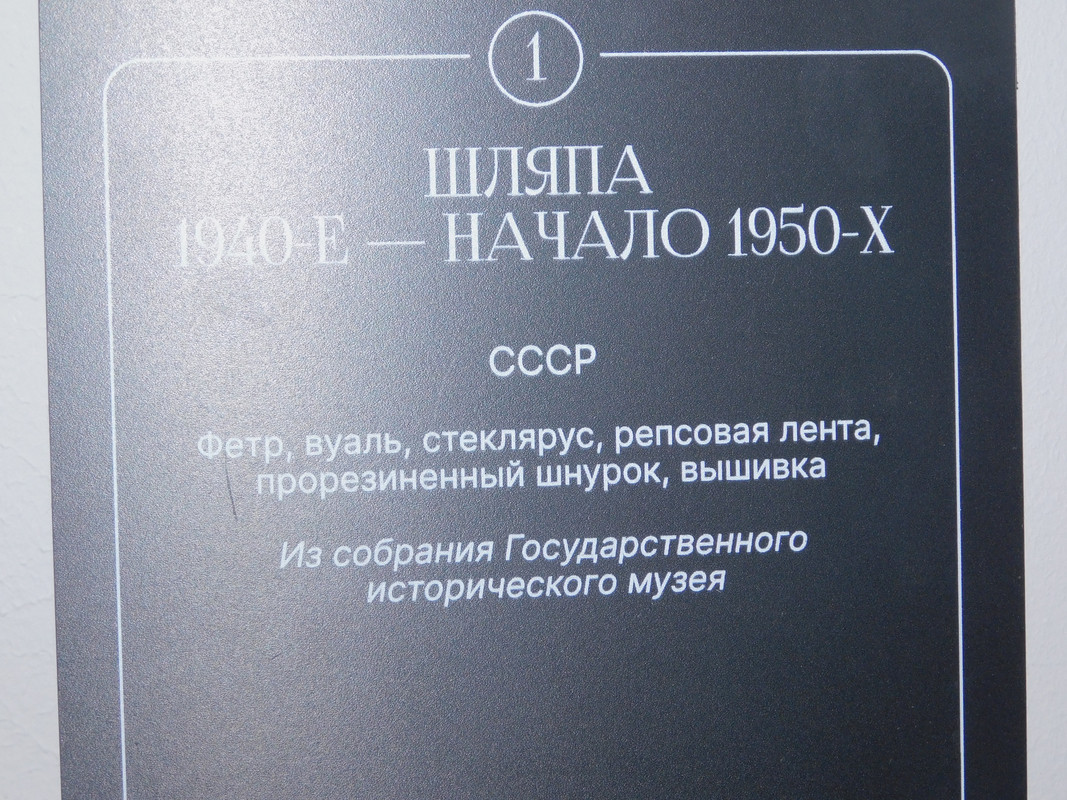 1
ШЛЯПА
1940-Е — НАЧАЛО 1950-Х
СССР
Фетр, вуаль, стеклярус, репсовая лента,
прорезиненный шнурок, вышивка
Из собрания Государственного
исторического музея